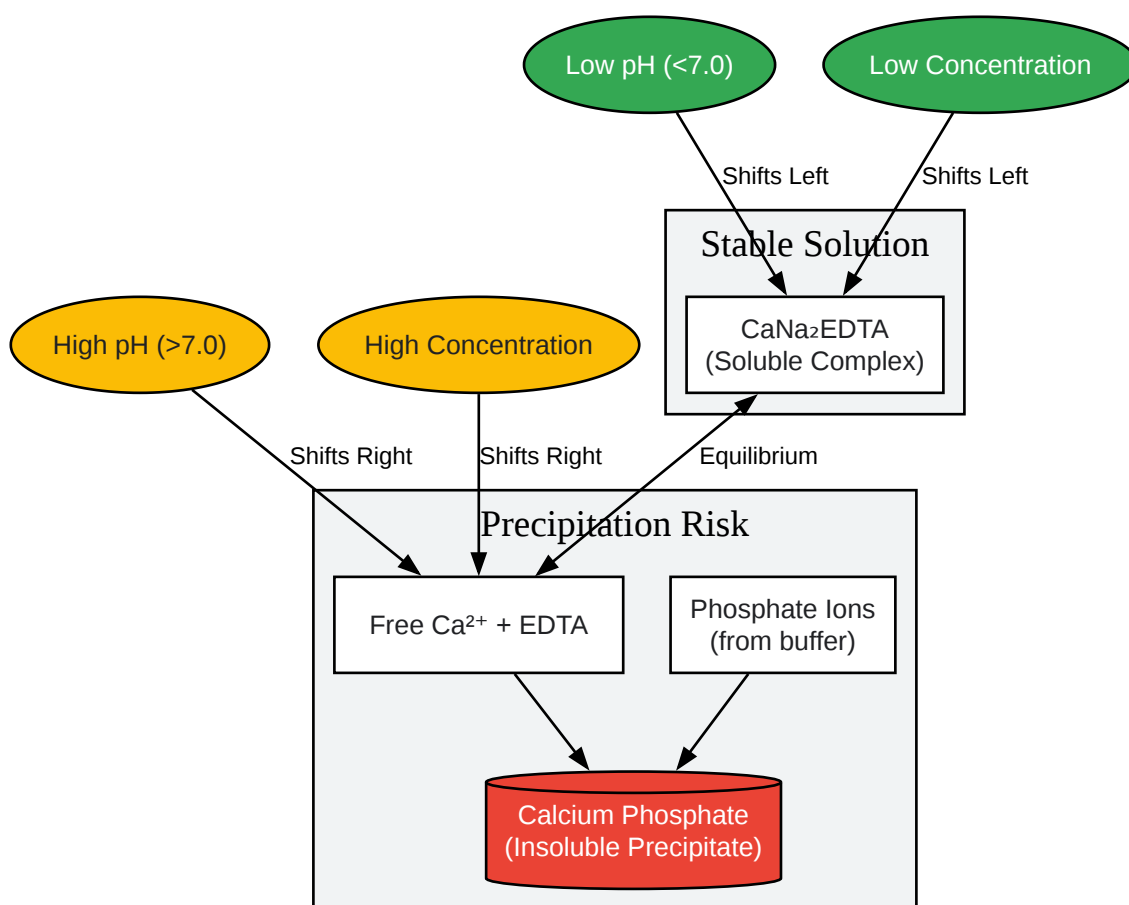 Low pH (<7.0)
Low Concentration
Shifts Left
Shifts Left
Stable Solution
CaNa₂EDTA
(Soluble Complex)
High pH (>7.0)
High Concentration
Shifts Right
Shifts Right
Equilibrium
Precipitation Risk
Free Ca²⁺ + EDTA
Phosphate Ions
(from buffer)
Calcium Phosphate
(Insoluble Precipitate)